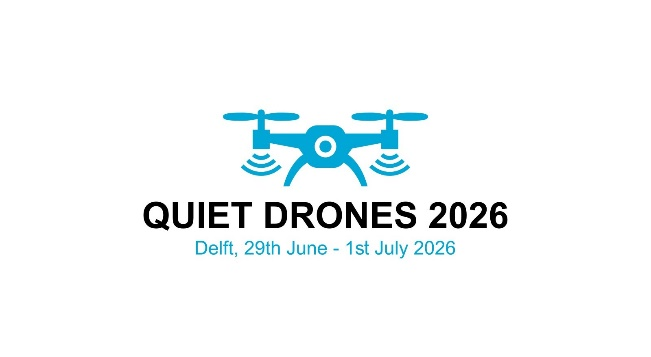 QUIET DRONES 2026
Delft, 29th June - 1st July 2026